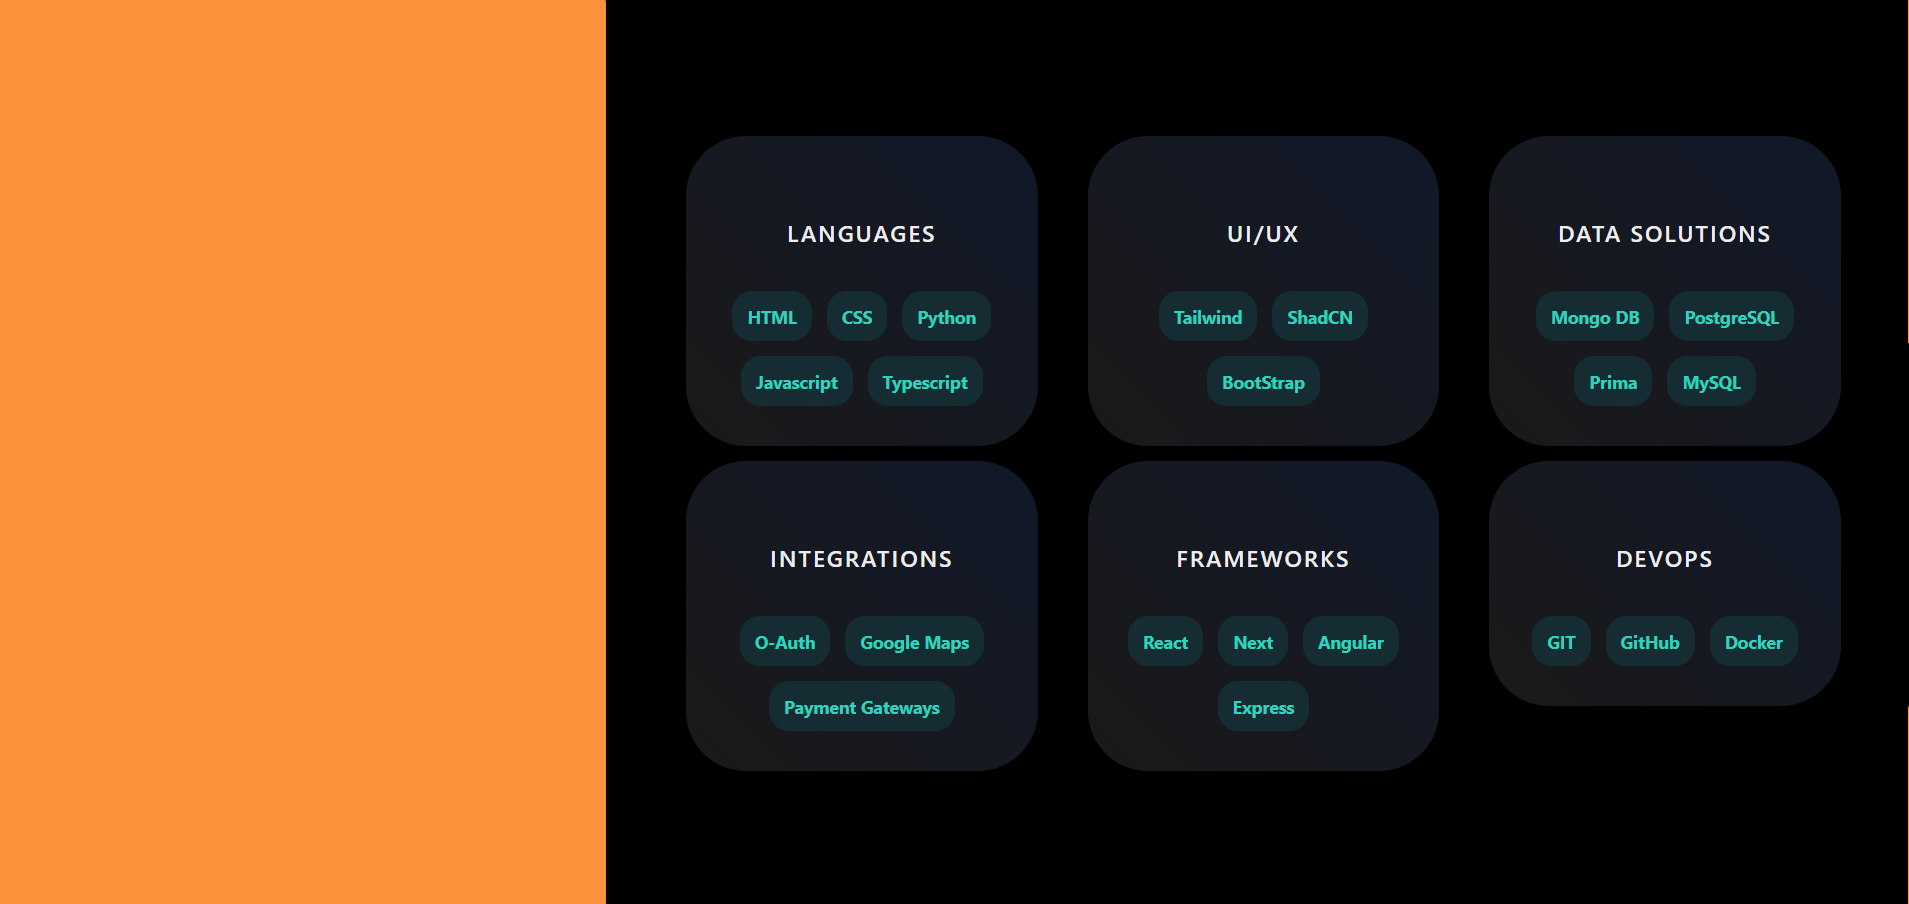 LANGUAGES
HTML CSS Python
Javascript Typescript
UI/UX
Tailwind ShadCN
BootStrap
DATA SOLUTIONS
Mongo DB PostgreSQL
Prima MySQL
INTEGRATIONS
O-Auth Google Maps
Payment Gateways
FRAMEWORKS
React Next Angular
Express
DEVOPS
GIT GitHub Docker